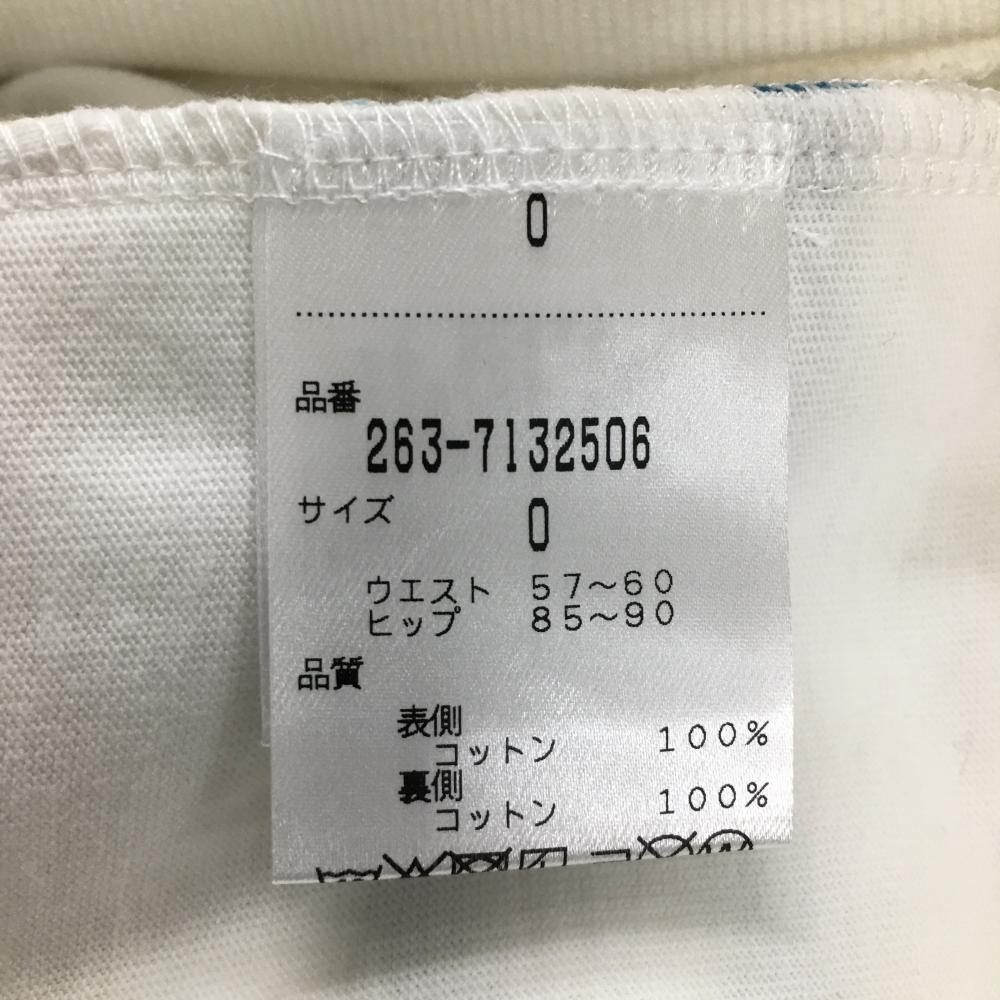 0
品番
263-7132506
サイズ 0
ウエスト 57〜60
ヒップ 85〜90
品質
表側
コットン 100%
裏側
コットン 100%